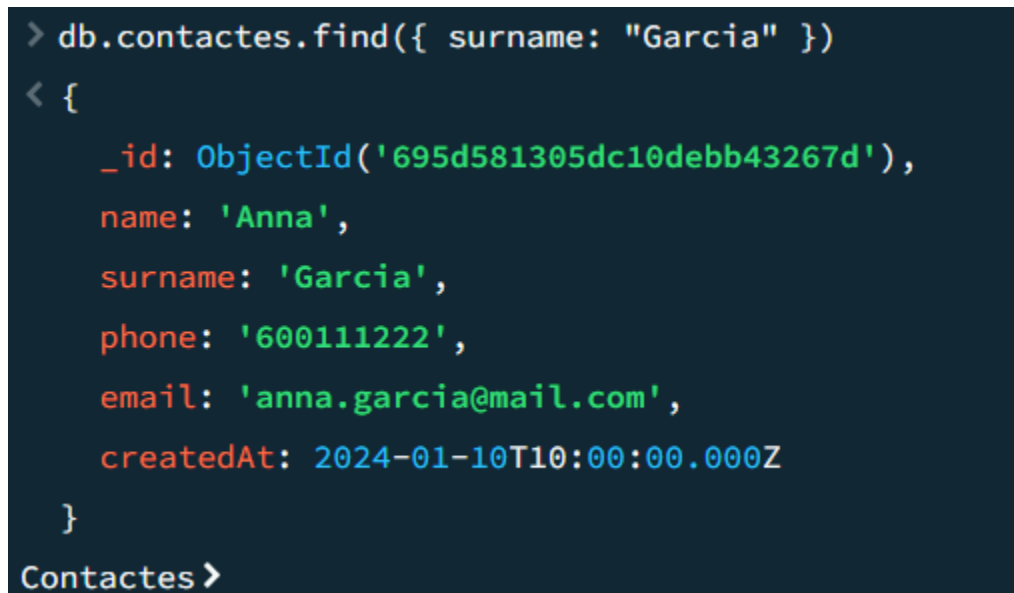 > db.contactes.find({ surname: "Garcia" })
< {
_id: ObjectId('695d581305dc10debb43267d'),
name: 'Anna',
surname: 'Garcia',
phone: '600111222',
email: 'anna.garcia@mail.com',
createdAt: 2024-01-10T10:00:00.000Z
}
Contactes>